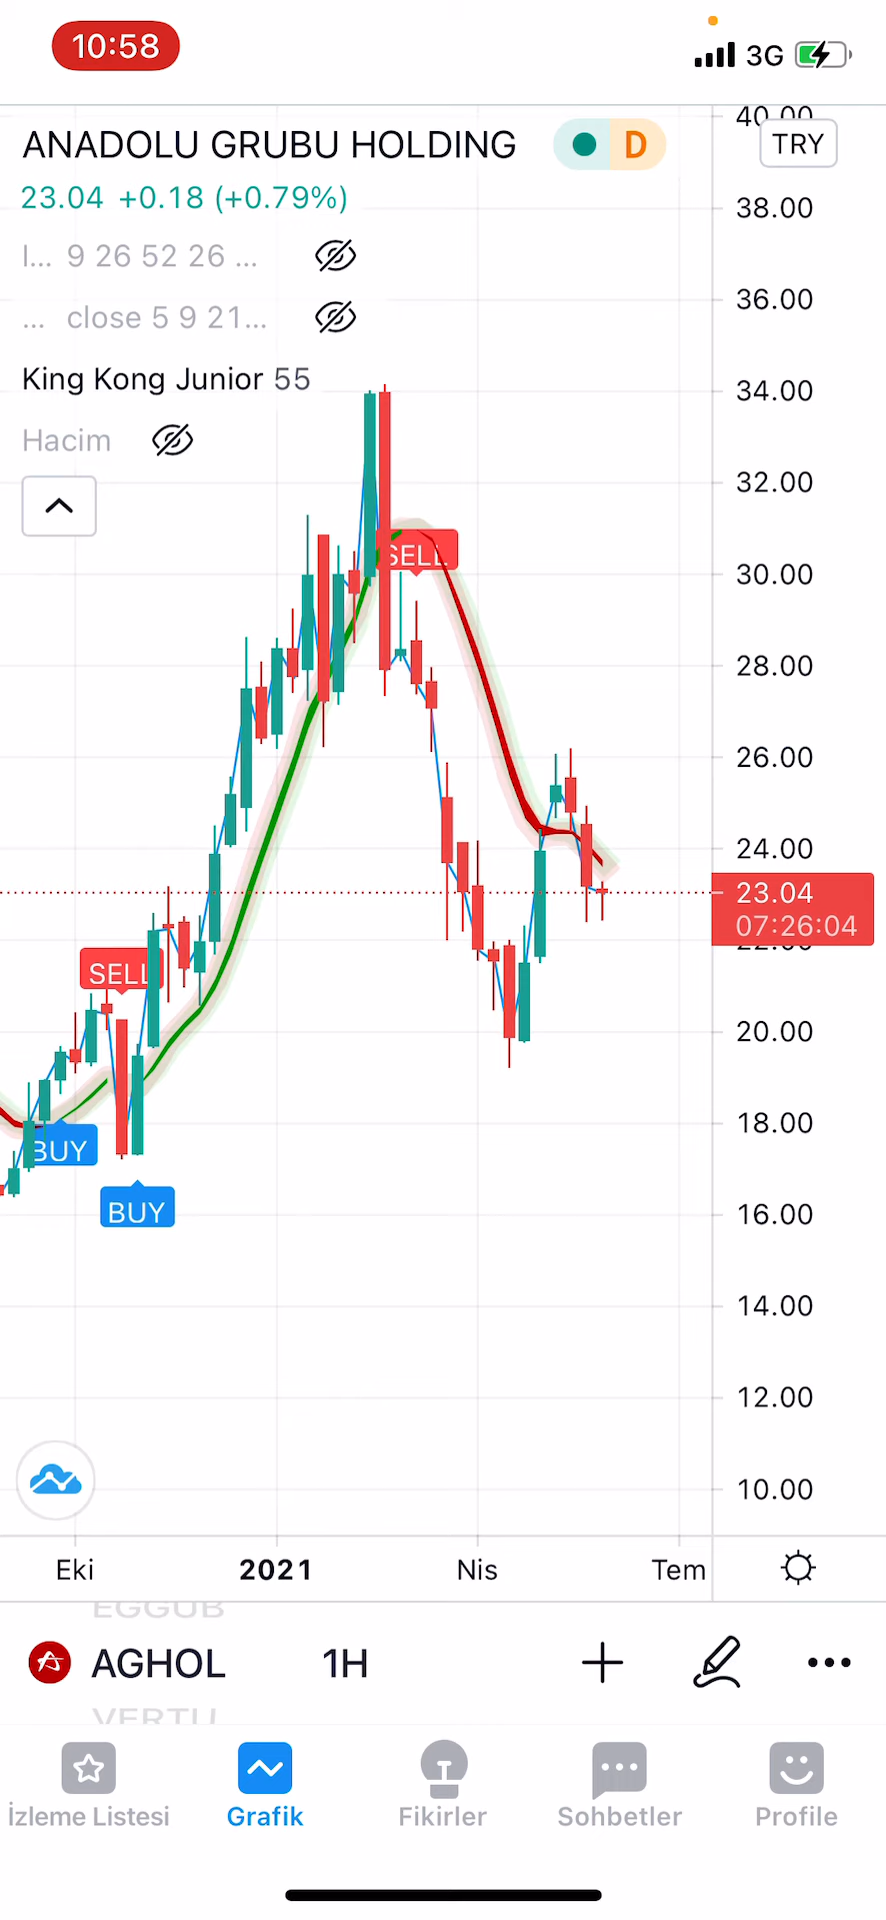 10:58
3G
40.00
ANADOLU GRUBU HOLDING
D
TRY
23.04 +0.18 (+0.79%)
38.00
I... 9 26 52 26 ...
36.00
... close 5 9 21...
King Kong Junior 55
34.00
Hacim
32.00
SELL
30.00
28.00
26.00
24.00
23.04
07:26:04
22.00
SELL
20.00
18.00
BUY
BUY
16.00
14.00
12.00
10.00
Eki 2021 Nis Tem
EGGUB
AGHOL 1H
VERTU
İzleme Listesi Grafik Fikirler Sohbetler Profile